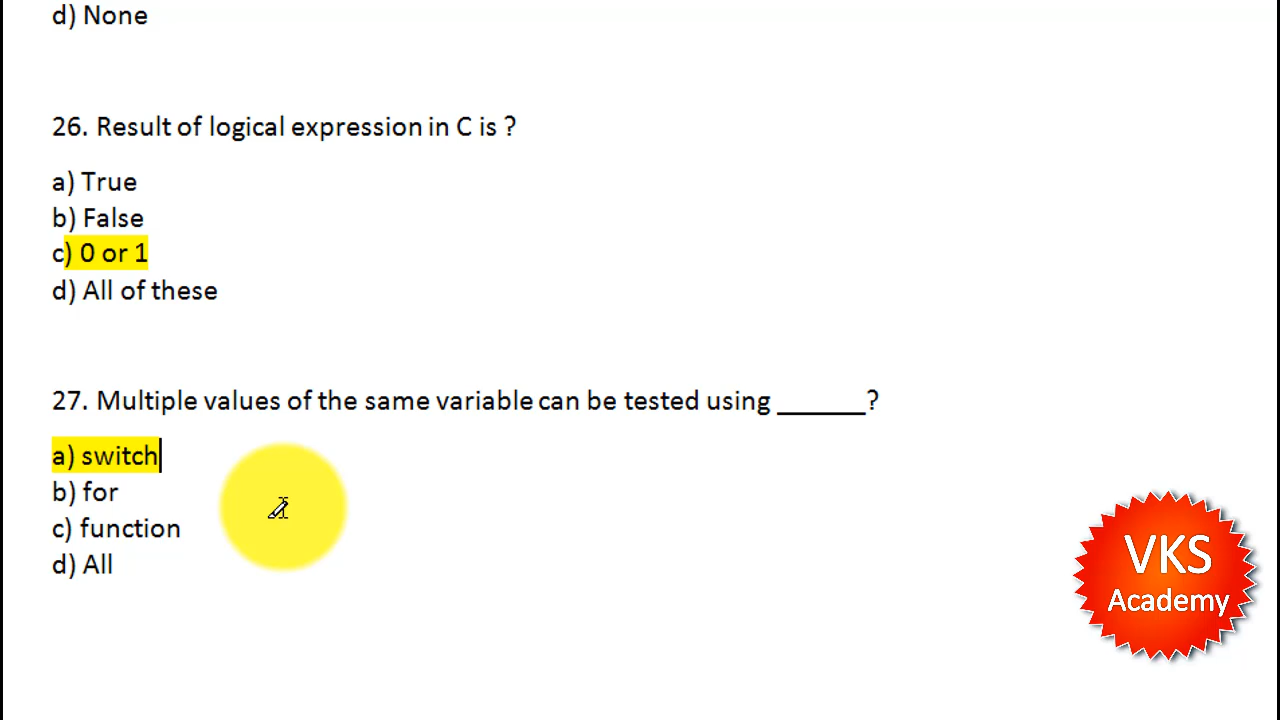 d) None
26. Result of logical expression in C is ?
a) True
b) False
c) 0 or 1
d) All of these
27. Multiple values of the same variable can be tested using ______?
a) switch
b) for
c) function
d) All
VKS
Academy